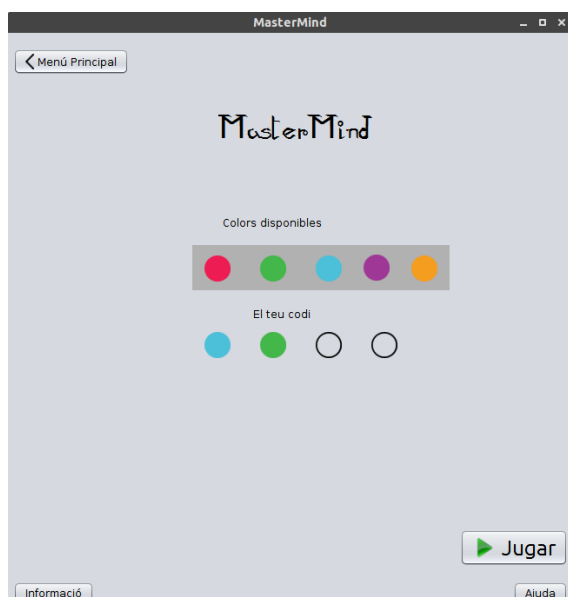 MasterMind
Menú Principal
MasterMind
Colors disponibles
El teu codi
Jugar
Informació
Ajuda